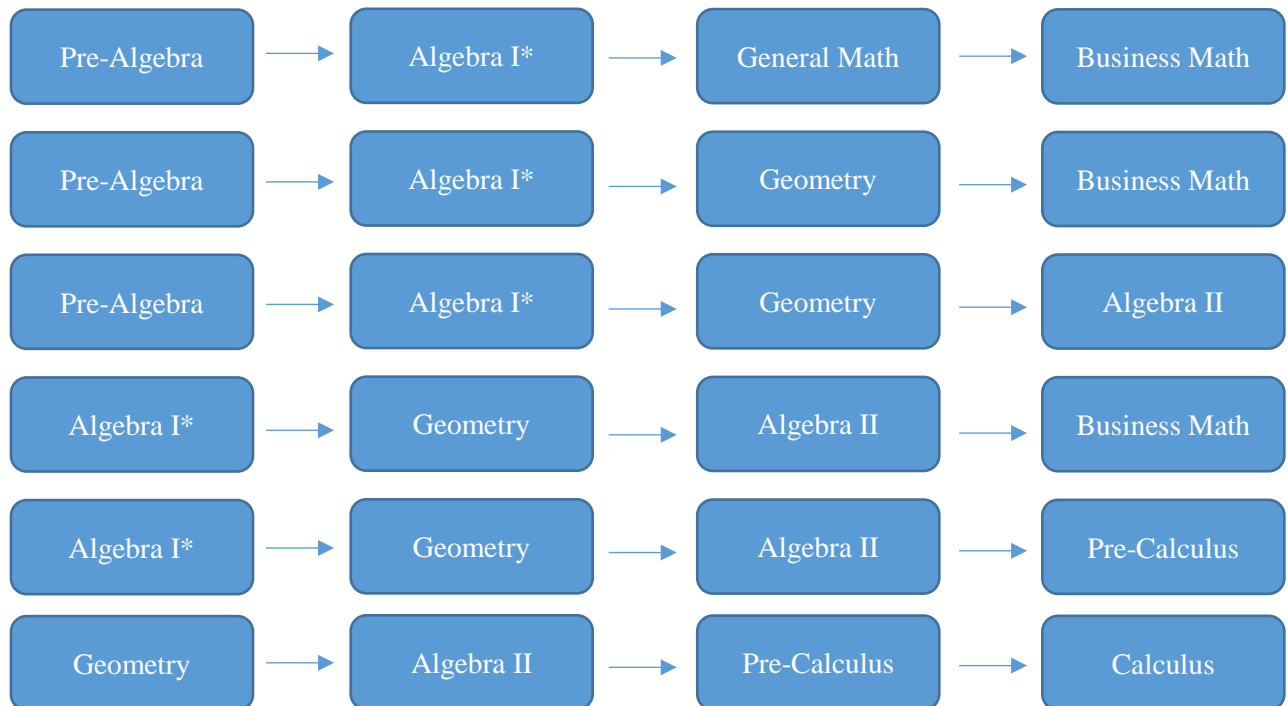 Pre-Algebra Algebra I* General Math Business Math
Pre-Algebra Algebra I* Geometry Business Math
Pre-Algebra Algebra I* Geometry Algebra II
Algebra I* Geometry Algebra II Business Math
Algebra I* Geometry Algebra II Pre-Calculus
Geometry Algebra II Pre-Calculus Calculus